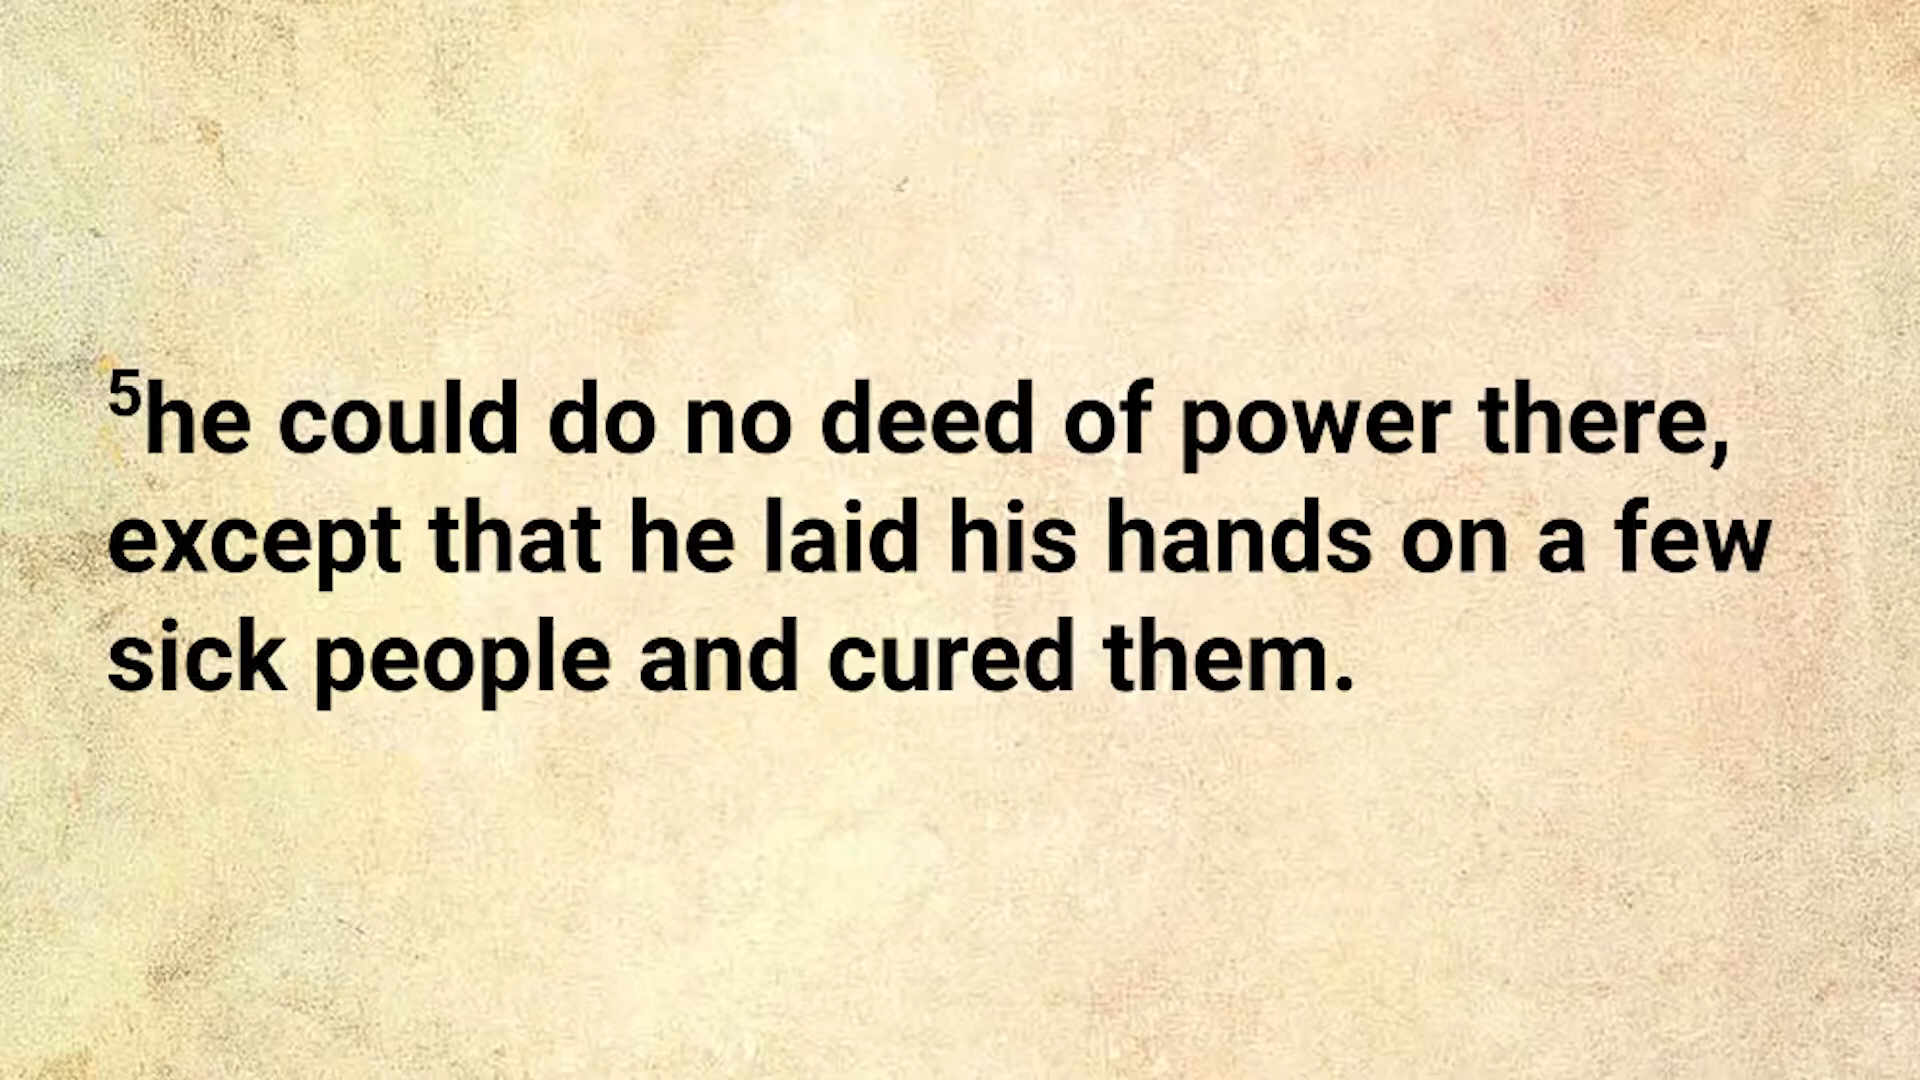 ⁵he could do no deed of power there,
except that he laid his hands on a few
sick people and cured them.